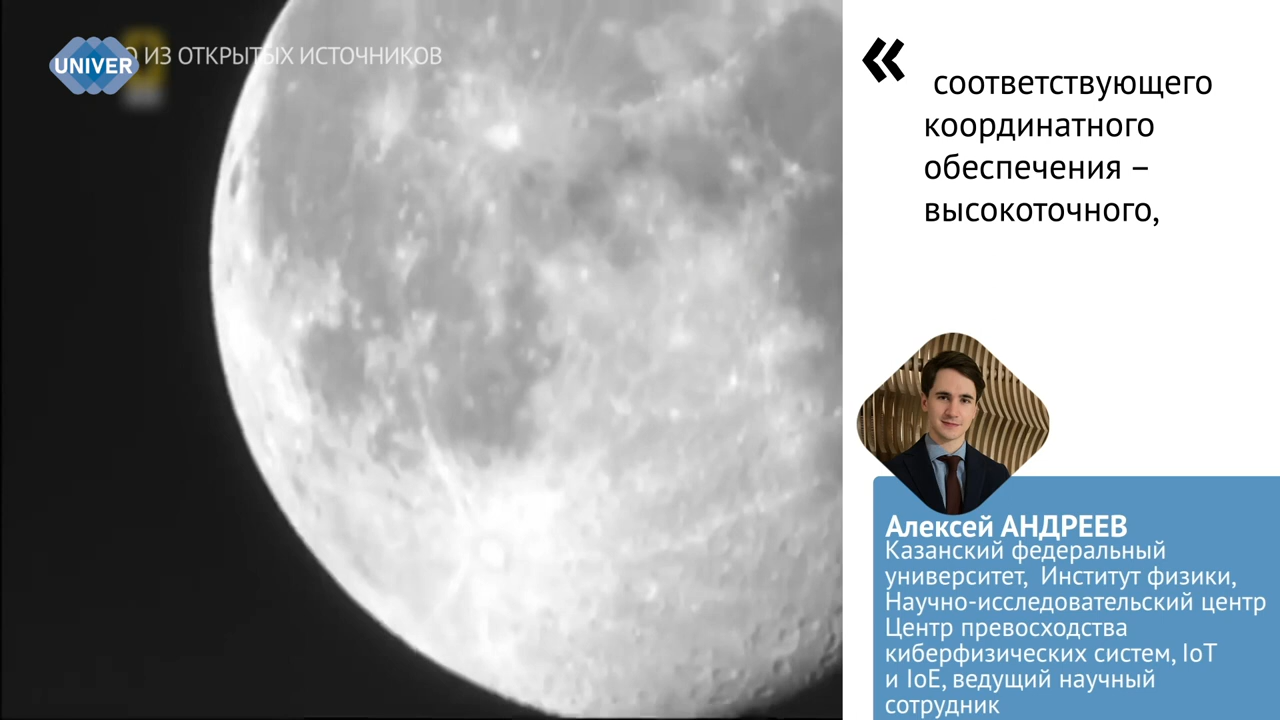 UNIVER
ИЗ ОТКРЫТЫХ ИСТОЧНИКОВ
«
соответствующего
координатного
обеспечения –
высокоточного,
Алексей АНДРЕЕВ
Казанский федеральный
университет, Институт физики,
Научно-исследовательский центр
Центр превосходства
киберфизических систем, IoT
и IoE, ведущий научный
сотрудник